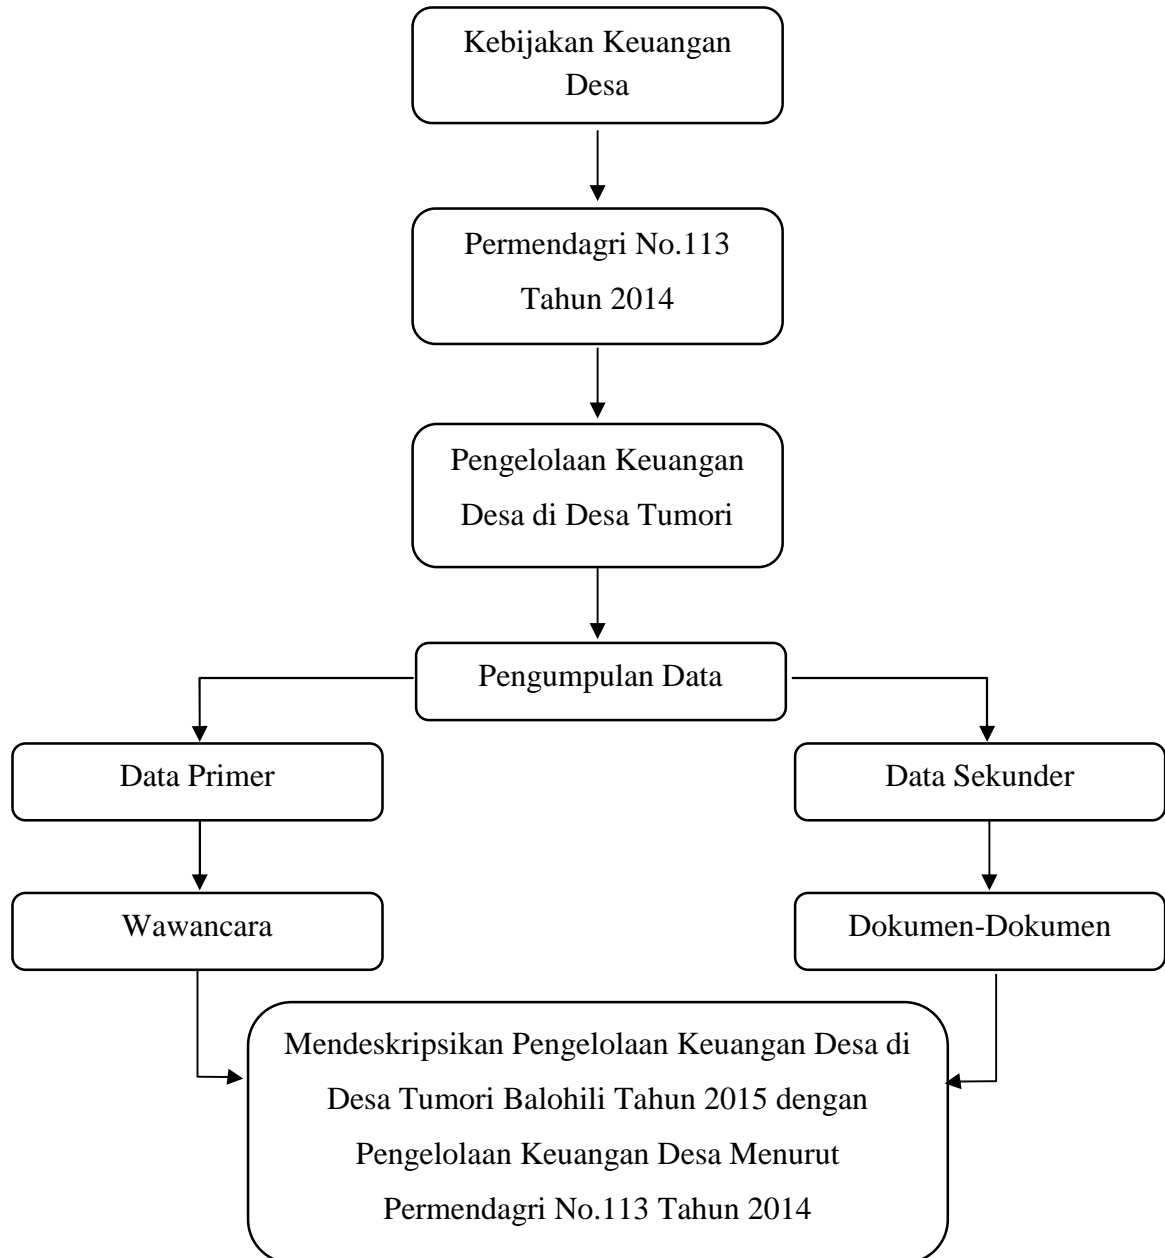 Kebijakan Keuangan
Desa
Permendagri No.113
Tahun 2014
Pengelolaan Keuangan
Desa di Desa Tumori
Pengumpulan Data
Data Primer
Data Sekunder
Wawancara
Dokumen-Dokumen
Mendeskripsikan Pengelolaan Keuangan Desa di
Desa Tumori Balohili Tahun 2015 dengan
Pengelolaan Keuangan Desa Menurut
Permendagri No.113 Tahun 2014